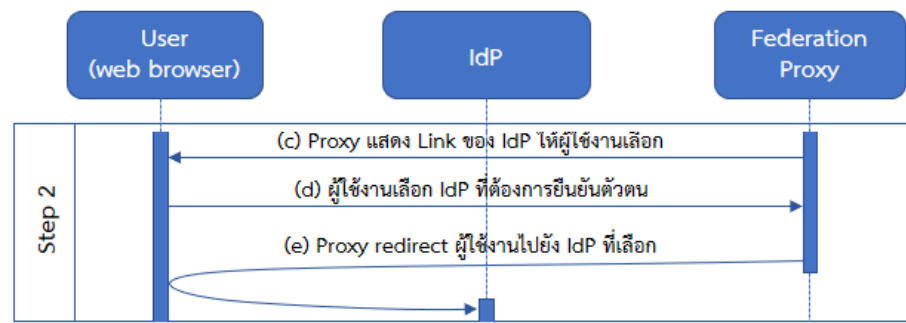 User
(web browser)
IdP
Federation
Proxy
Step 2
(c) Proxy แสดง Link ของ IdP ให้ผู้ใช้งานเลือก
(d) ผู้ใช้งานเลือก IdP ที่ต้องการยืนยันตัวตน
(e) Proxy redirect ผู้ใช้งานไปยัง IdP ที่เลือก